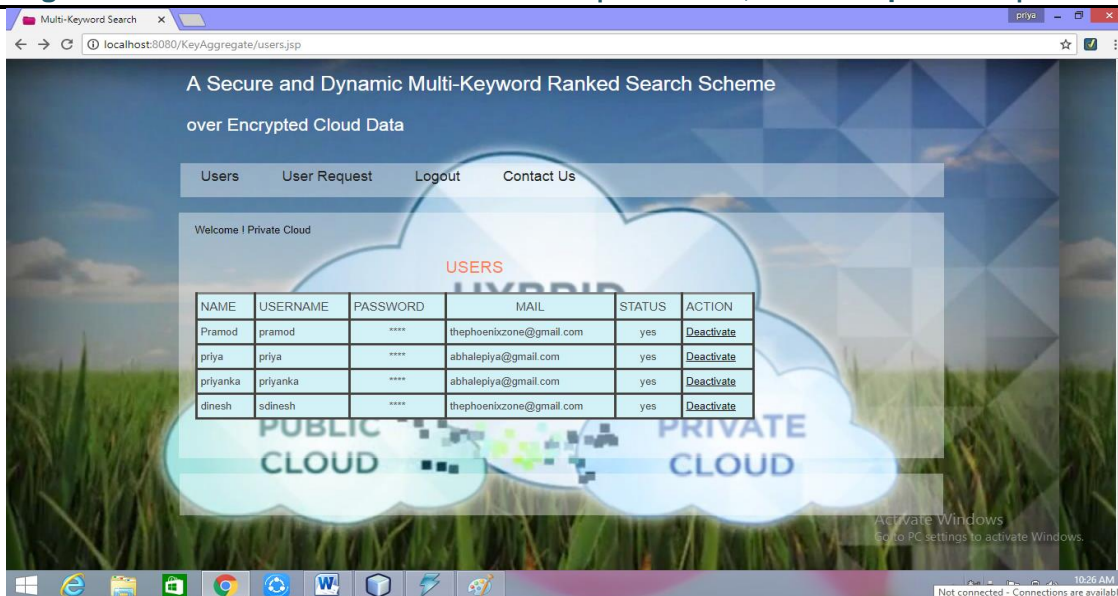 Multi-Keyword Search
priya
localhost:8080/KeyAggregate/users.jsp
A Secure and Dynamic Multi-Keyword Ranked Search Scheme
over Encrypted Cloud Data
Users User Request Logout Contact Us
Welcome ! Private Cloud
USERS
HYBRID
NAME USERNAME PASSWORD MAIL STATUS ACTION
Pramod pramod **** thephoenixzone@gmail.com yes Deactivate
priya priya **** abhalepiya@gmail.com yes Deactivate
priyanka priyanka **** abhalepiya@gmail.com yes Deactivate
dinesh sdinesh **** thephoenixzone@gmail.com yes Deactivate
PUBLIC PRIVATE
CLOUD CLOUD
Activate Windows
Go to PC settings to activate Windows.
10:26 AM
Not connected - Connections are availab